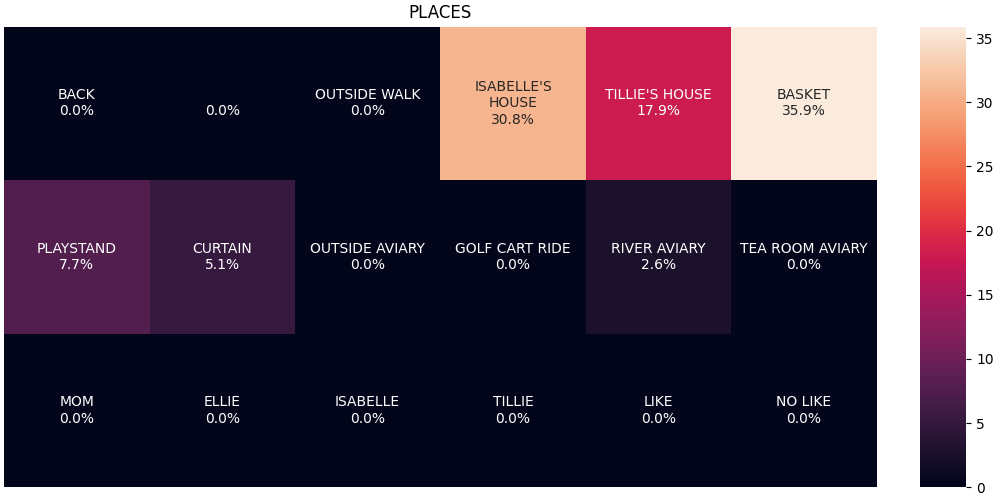 PLACES
BACK
0.0%
0.0%
OUTSIDE WALK
0.0%
ISABELLE'S
HOUSE
30.8%
TILLIE'S HOUSE
17.9%
BASKET
35.9%
PLAYSTAND
7.7%
CURTAIN
5.1%
OUTSIDE AVIARY
0.0%
GOLF CART RIDE
0.0%
RIVER AVIARY
2.6%
TEA ROOM AVIARY
0.0%
MOM
0.0%
ELLIE
0.0%
ISABELLE
0.0%
TILLIE
0.0%
LIKE
0.0%
NO LIKE
0.0%
35
30
25
20
15
10
5
0